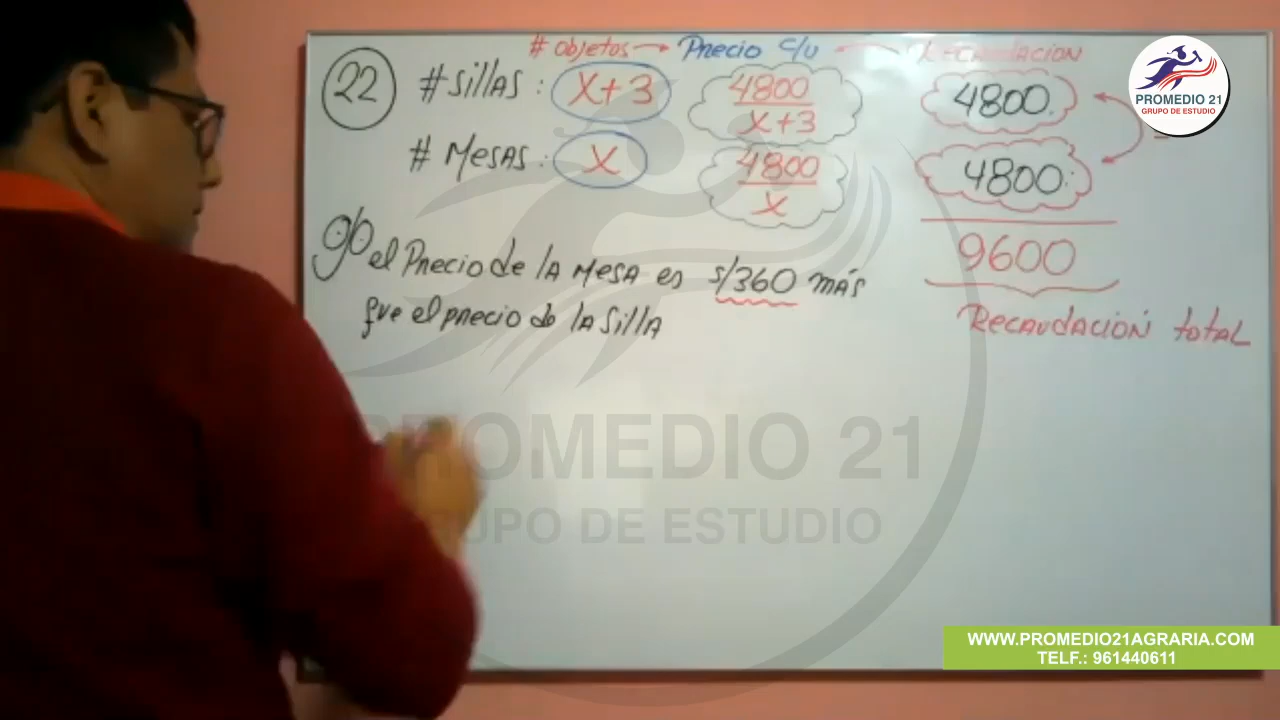 # Objetos → Precio c/u ← Recaudación
22 # Sillas : x+3 4800/x+3 4800.
# Mesas : x 4800/x 4800.
9600
Recaudación total
el Precio de la Mesa es S/360 más
que el precio de la Silla
PROMEDIO 21
GRUPO DE ESTUDIO
PROMEDIO 21
GRUPO DE ESTUDIO
WWW.PROMEDIO21AGRARIA.COM
TELF.: 961440611